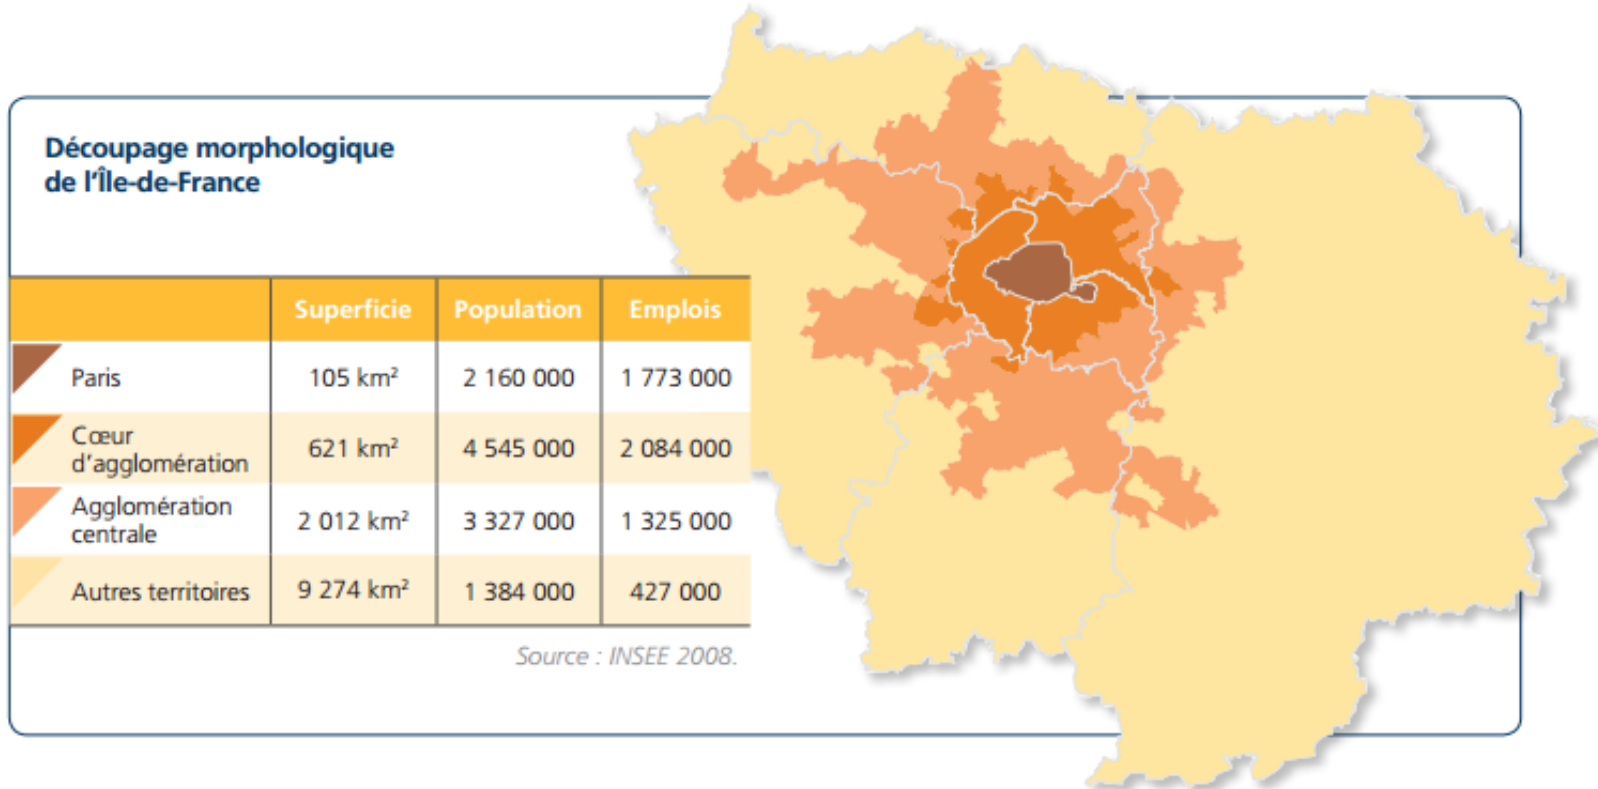 Découpage morphologique
de l'Île-de-France
Superficie Population Emplois
Paris 105 km² 2 160 000 1 773 000
Cœur
d'agglomération 621 km² 4 545 000 2 084 000
Agglomération
centrale 2 012 km² 3 327 000 1 325 000
Autres territoires 9 274 km² 1 384 000 427 000
Source : INSEE 2008.